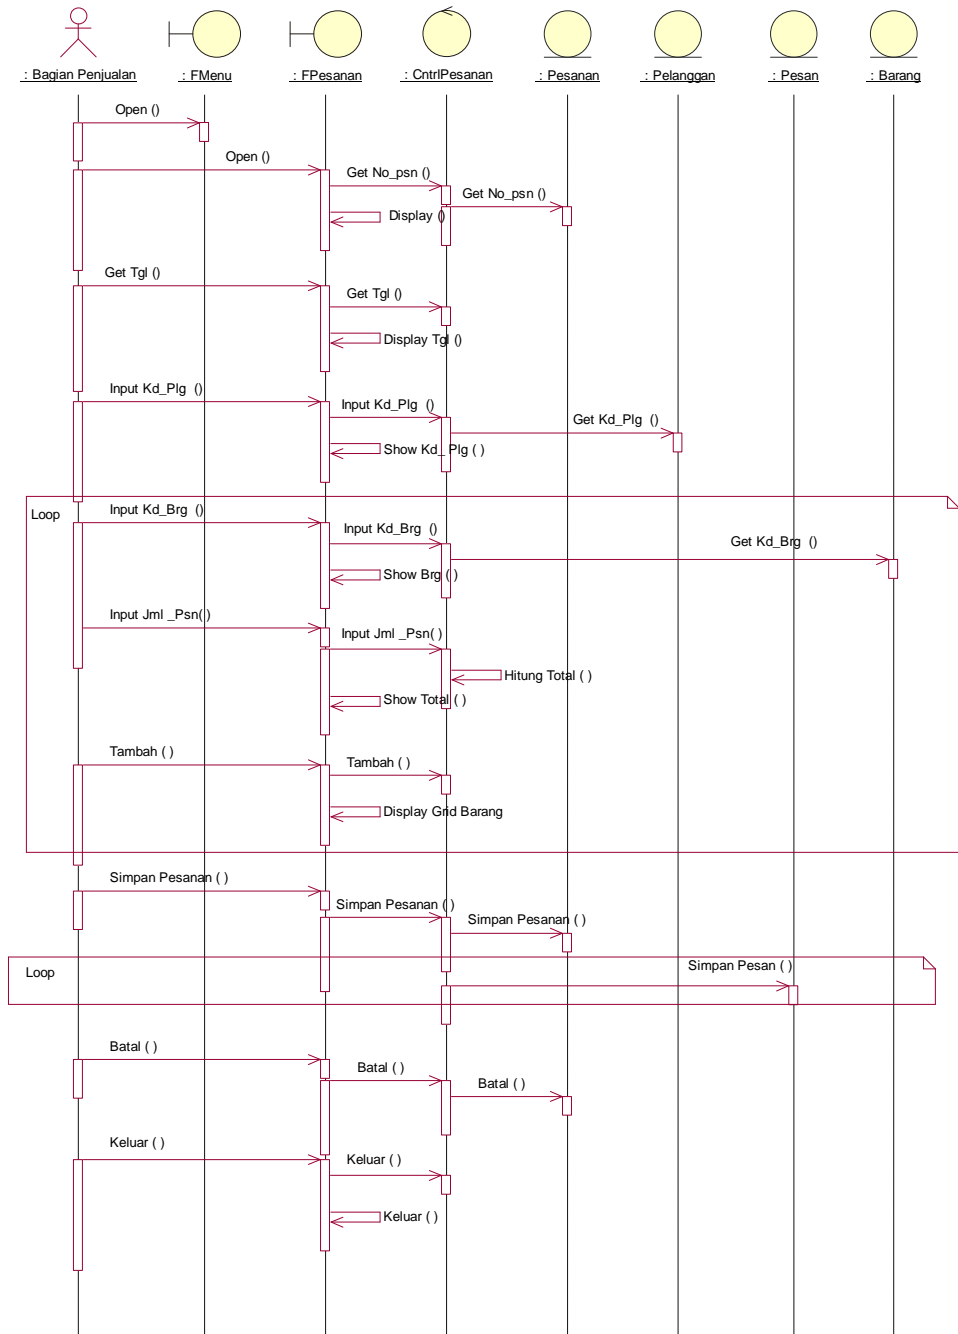 : Bagian Penjualan : FMenu : FPesanan : CntrlPesanan : Pesanan : Pelanggan : Pesan : Barang
Open ()
Open ()
Get No_psn ()
Get No_psn ()
Display ()
Get Tgl ()
Get Tgl ()
Display Tgl ()
Input Kd_Plg ()
Input Kd_Plg ()
Get Kd_Plg ()
Show Kd_ Plg ( )
Loop
Input Kd_Brg ()
Input Kd_Brg ()
Get Kd_Brg ()
Show Brg ( )
Input Jml _Psn( )
Input Jml _Psn( )
Hitung Total ( )
Show Total ( )
Tambah ( )
Tambah ( )
Display Grid Barang
Simpan Pesanan ( )
Simpan Pesanan ( )
Simpan Pesanan ( )
Loop
Simpan Pesan ( )
Batal ( )
Batal ( )
Batal ( )
Keluar ( )
Keluar ( )
Keluar ( )